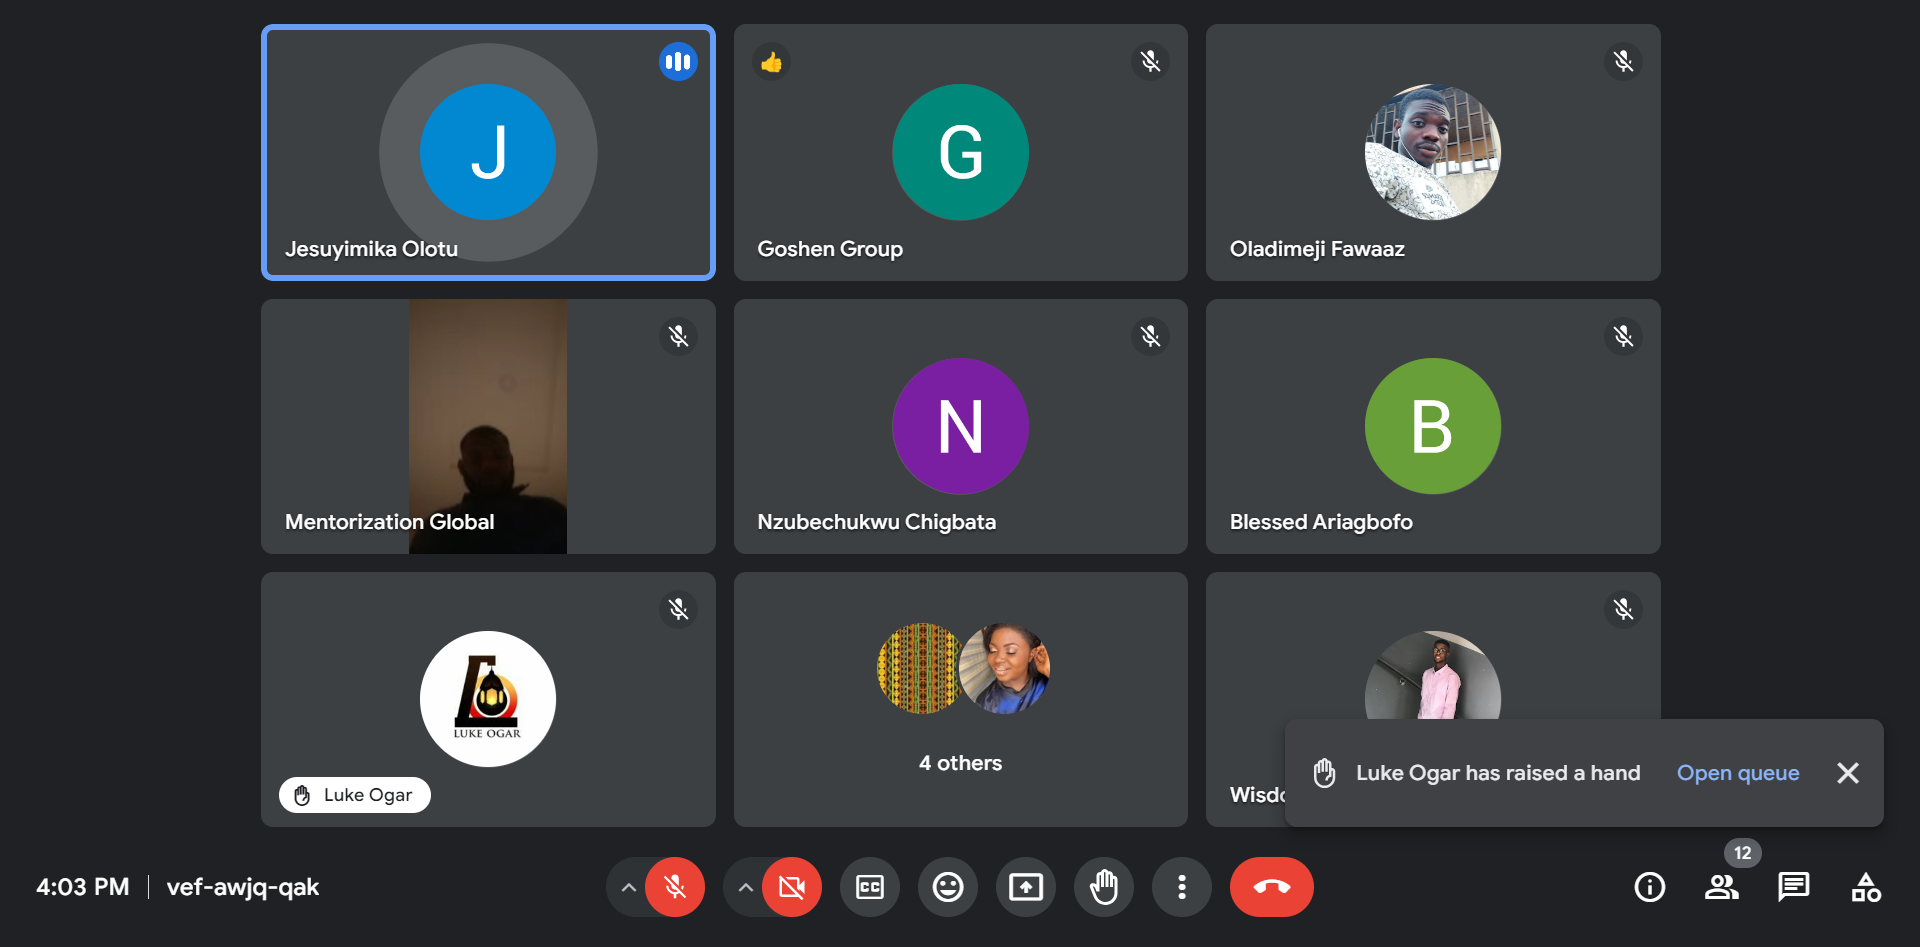 J
Jesuyimika Olotu
G
Goshen Group
Oladimeji Fawaaz
Mentorization Global
N
Nzubechukwu Chigbata
B
Blessed Ariagbofo
LUKE OGAR
Luke Ogar
4 others
Luke Ogar has raised a hand
Open queue
4:03 PM
vef-awjq-qak
CC
12